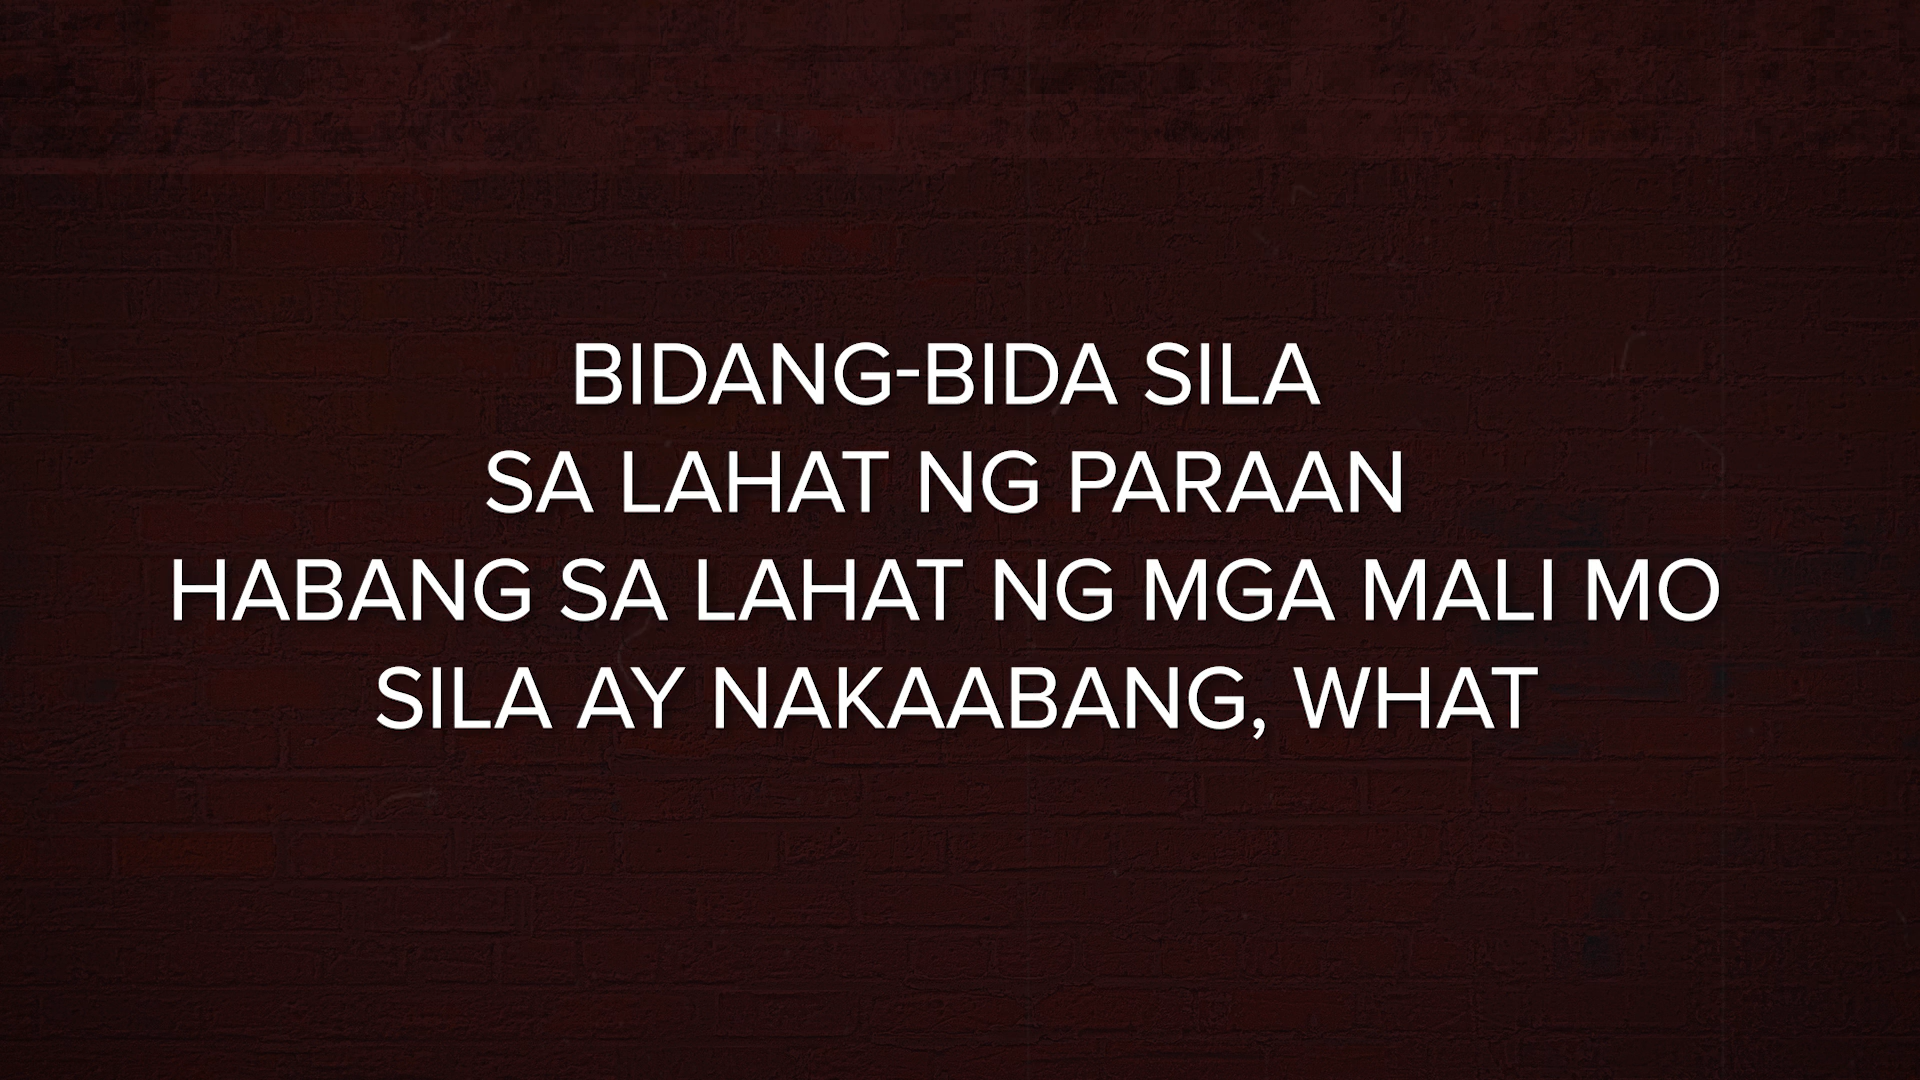 BIDANG-BIDA SILA
SA LAHAT NG PARAAN
HABANG SA LAHAT NG MGA MALI MO
SILA AY NAKAABANG, WHAT